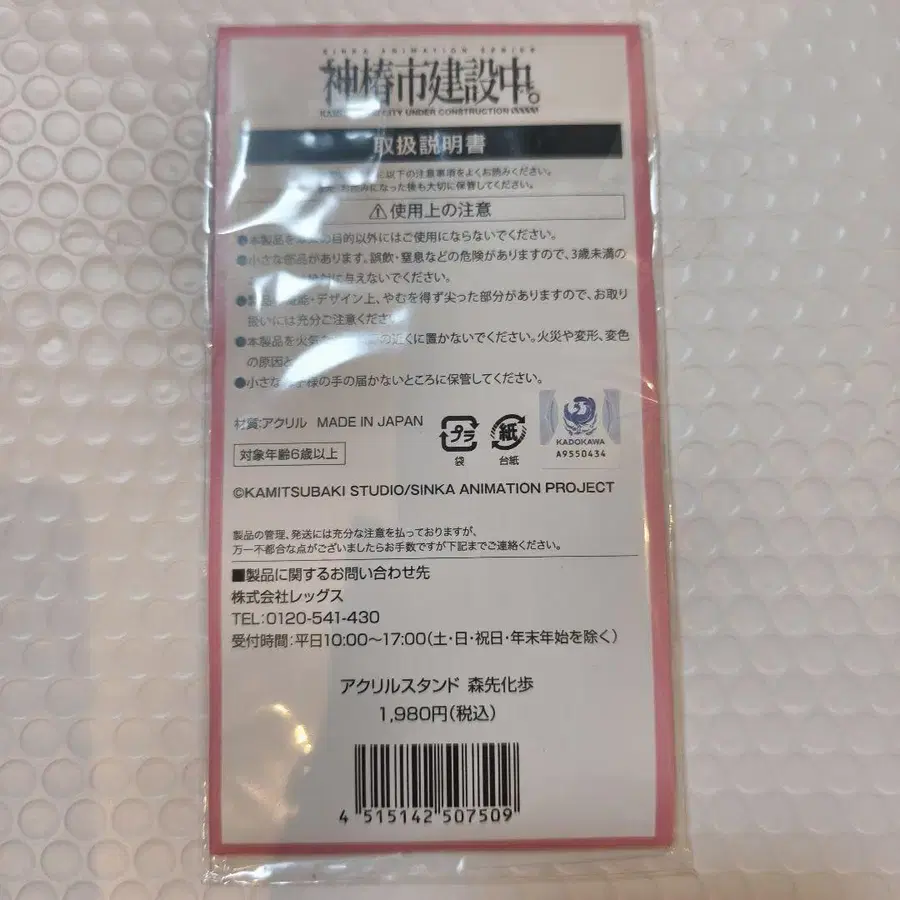 SINKA ANIMATION SERIES
神椿市建設中。
CITY UNDER CONSTRUCTION
取扱説明書
に以下の注意事項をよくお読みください。
お読みになった後も大切に保管してください。
⚠使用上の注意
●本製品を の目的以外にはご使用にならないでください。
●小さな部品があります。誤飲・窒息などの危険がありますので、3歳未満の
に与えないでください。
● 機能・デザイン上、やむを得ず尖った部分がありますので、お取り
扱いには充分ご注意ください
●本製品を火気 の近くに置かないでください。火災や変形、変色
の原因と
●小さなお子様の手の届かないところに保管してください。
材質:アクリル MADE IN JAPAN
プラ
袋
紙
台紙
KADOKAWA
A9550434
対象年齢6歳以上
©KAMITSUBAKI STUDIO/SINKA ANIMATION PROJECT
製品の管理、発送には充分な注意を払っておりますが、
万一不都合な点がございましたらお手数ですが下記までご連絡ください。
■製品に関するお問い合わせ先
株式会社レッグス
TEL:0120-541-430
受付時間:平日10:00〜17:00(土・日・祝日・年末年始を除く)
アクリルスタンド 森先化歩
1,980円(税込)
4 515142 507509